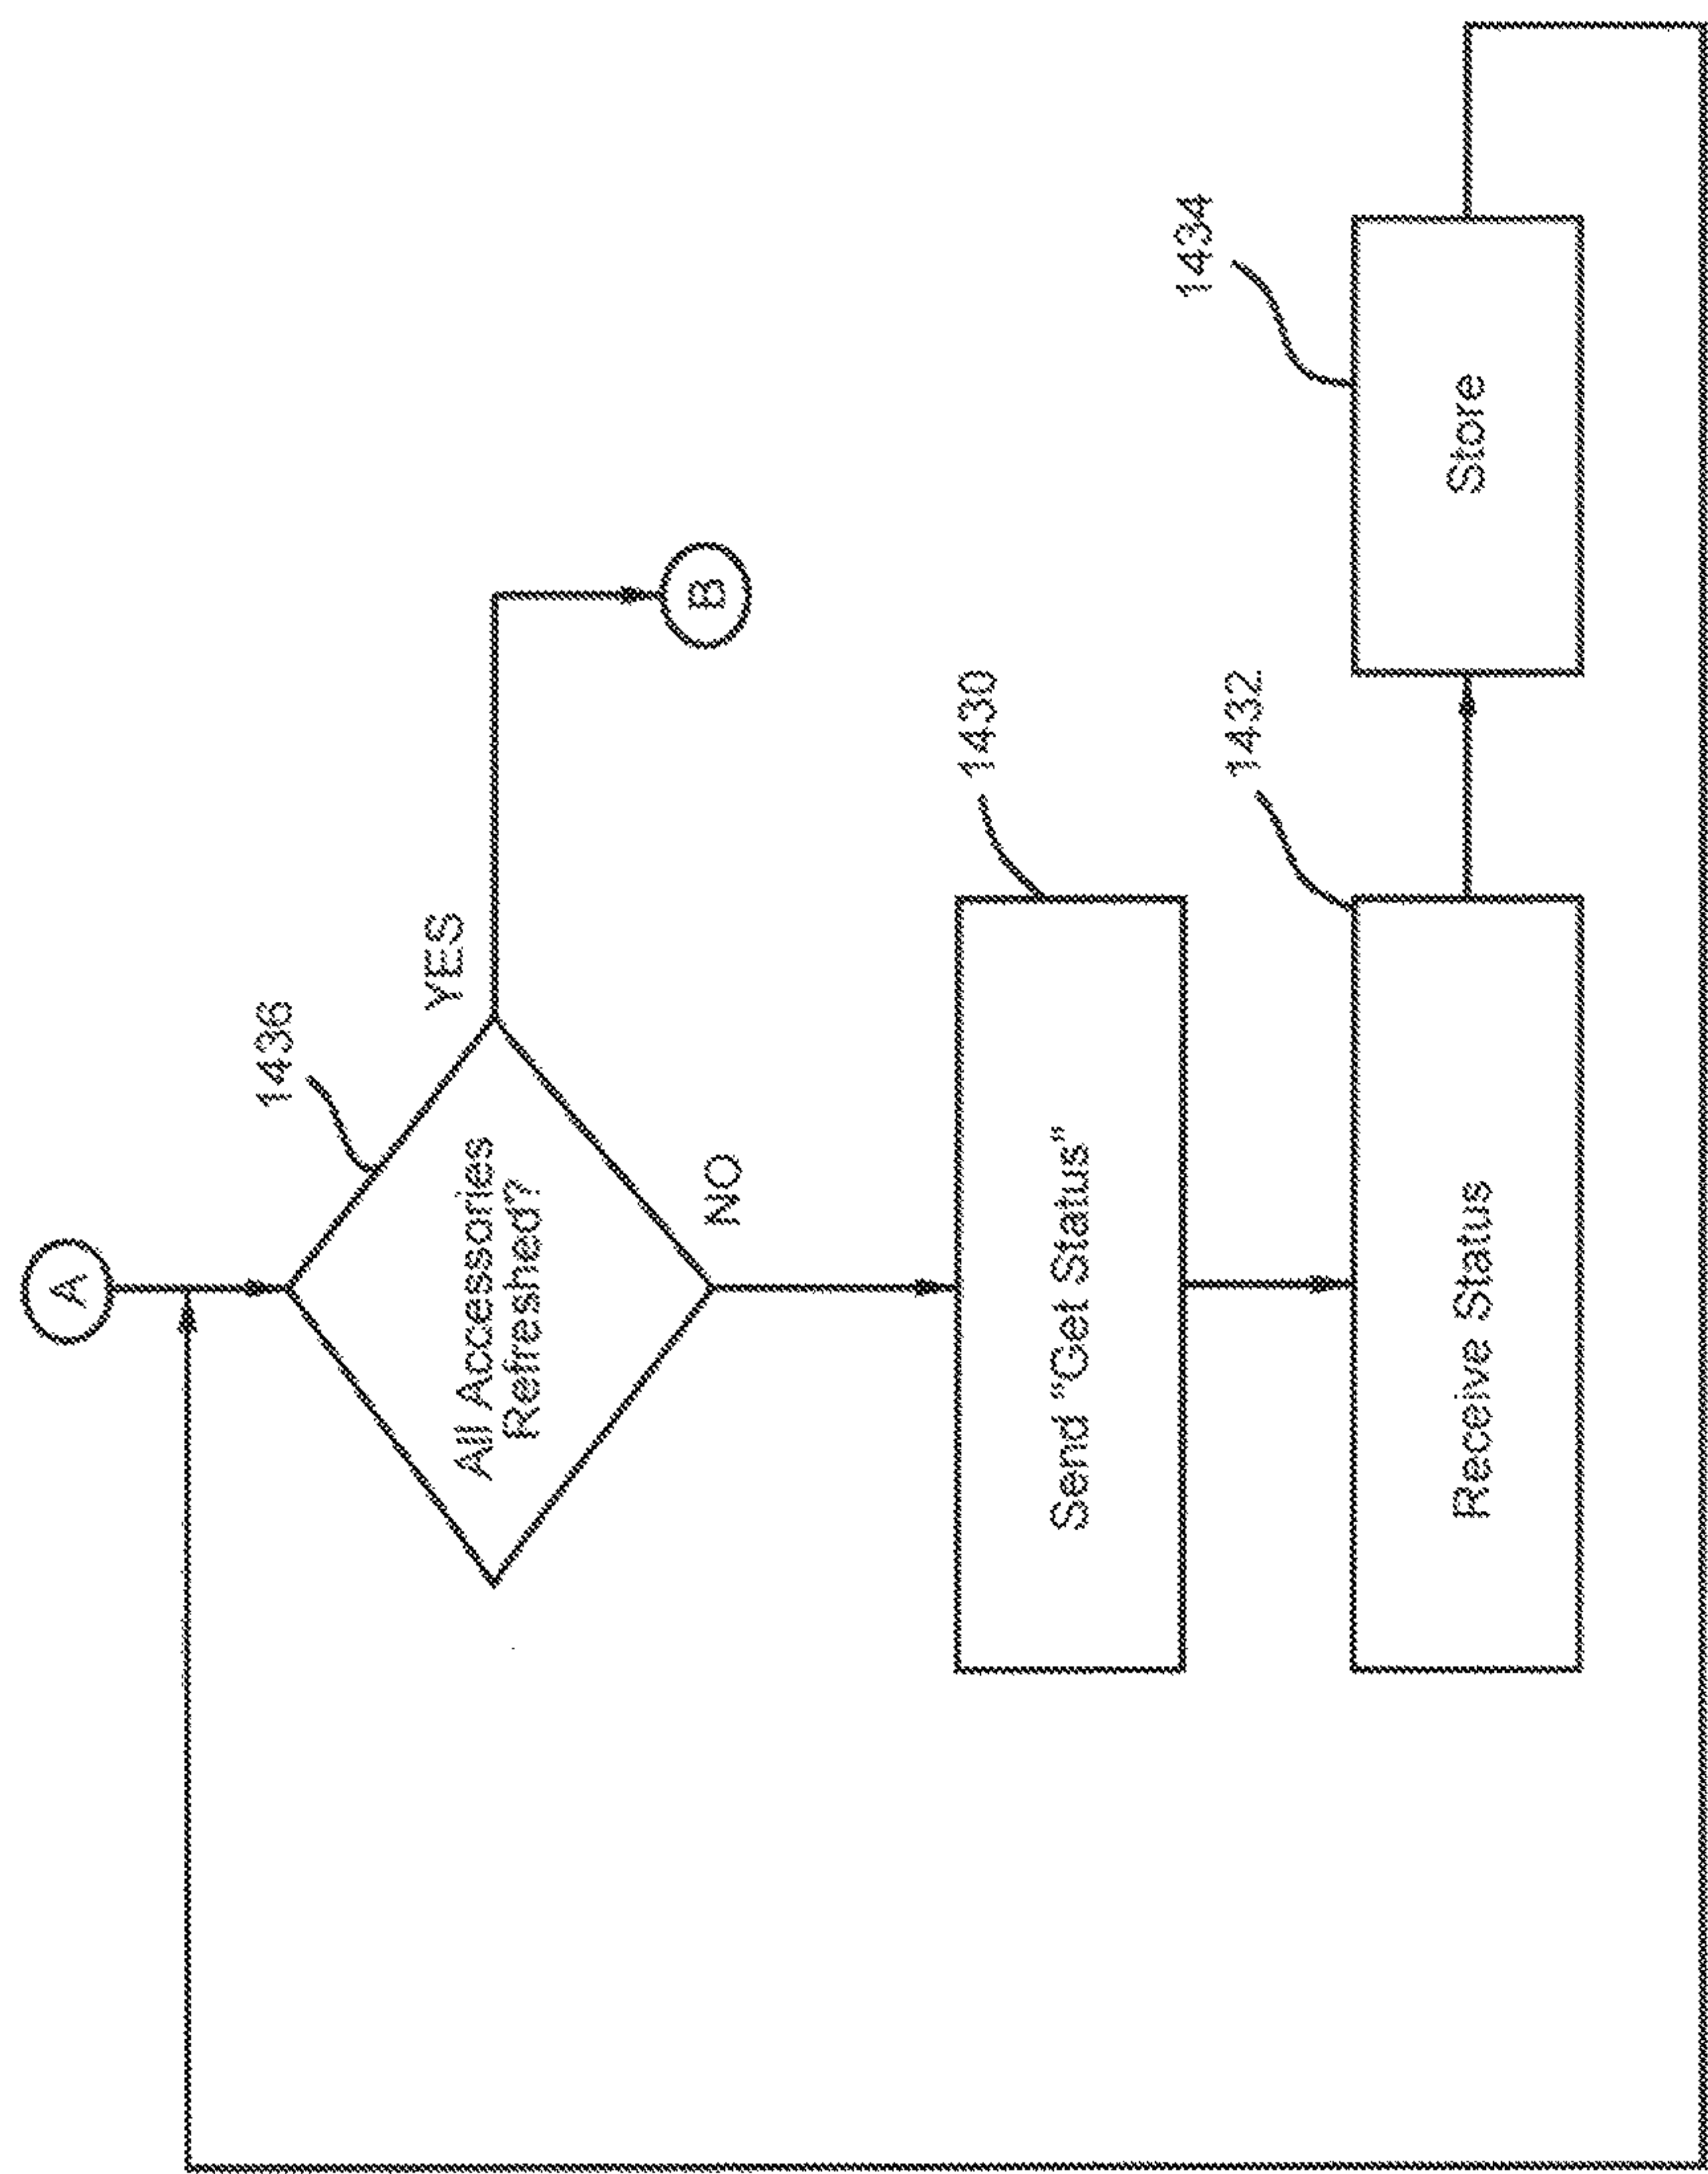 A
1436
All Accessories
Refreshed?
YES
B
NO
1430
Send "Get Status"
1432
Receive Status
1434
Store